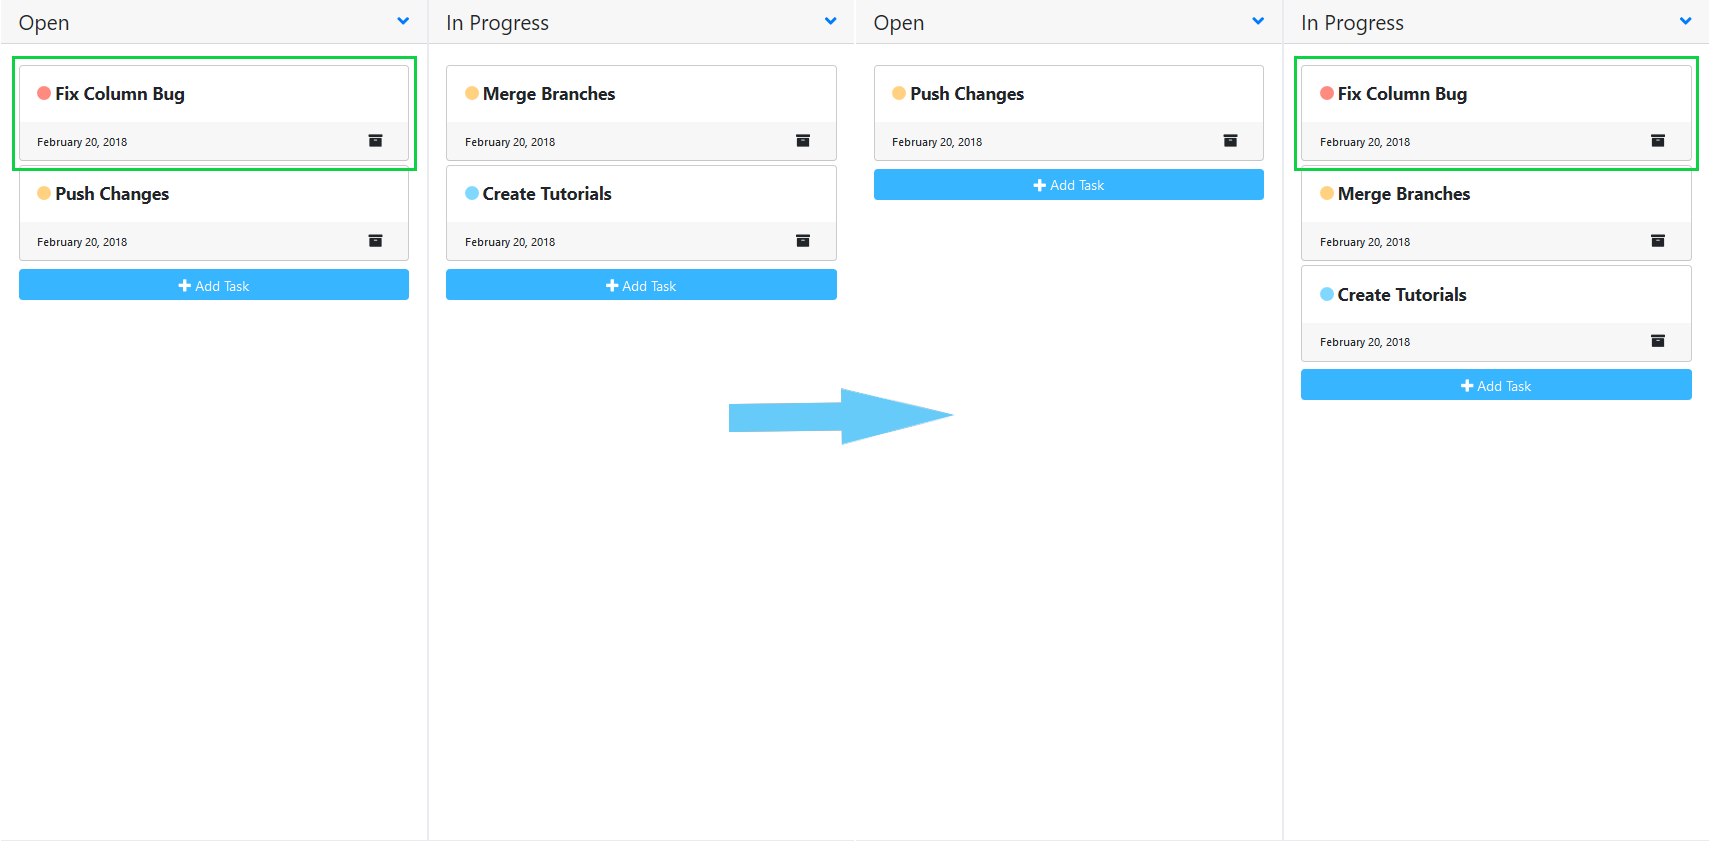 Open
Fix Column Bug
February 20, 2018
Push Changes
February 20, 2018
Add Task
In Progress
Merge Branches
February 20, 2018
Create Tutorials
February 20, 2018
Add Task
Open
Push Changes
February 20, 2018
Add Task
In Progress
Fix Column Bug
February 20, 2018
Merge Branches
February 20, 2018
Create Tutorials
February 20, 2018
Add Task